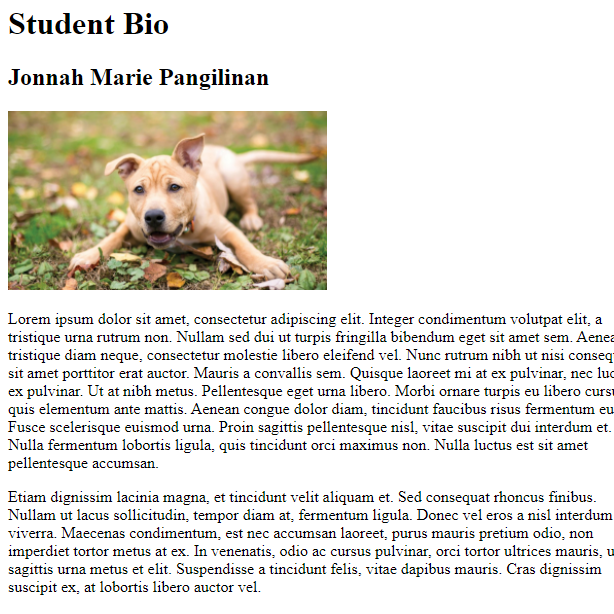 Student Bio
Jonnah Marie Pangilinan
Lorem ipsum dolor sit amet, consectetur adipiscing elit. Integer condimentum volutpat elit, a
tristique urna rutrum non. Nullam sed dui ut turpis fringilla bibendum eget sit amet sem. Aenea
tristique diam neque, consectetur molestie libero eleifend vel. Nunc rutrum nibh ut nisi conseq
sit amet porttitor erat auctor. Mauris a convallis sem. Quisque laoreet mi at ex pulvinar, nec luc
ex pulvinar. Ut at nibh metus. Pellentesque eget urna libero. Morbi ornare turpis eu libero cursu
quis elementum ante mattis. Aenean congue dolor diam, tincidunt faucibus risus fermentum eu
Fusce scelerisque euismod urna. Proin sagittis pellentesque nisl, vitae suscipit dui interdum et.
Nulla fermentum lobortis ligula, quis tincidunt orci maximus non. Nulla luctus est sit amet
pellentesque accumsan.
Etiam dignissim lacinia magna, et tincidunt velit aliquam et. Sed consequat rhoncus finibus.
Nullam ut lacus sollicitudin, tempor diam at, fermentum ligula. Donec vel eros a nisl interdum
viverra. Maecenas condimentum, est nec accumsan laoreet, purus mauris pretium odio, non
imperdiet tortor metus at ex. In venenatis, odio ac cursus pulvinar, orci tortor ultrices mauris, u
sagittis urna metus et elit. Suspendisse a tincidunt felis, vitae dapibus mauris. Cras dignissim
suscipit ex, at lobortis libero auctor vel.